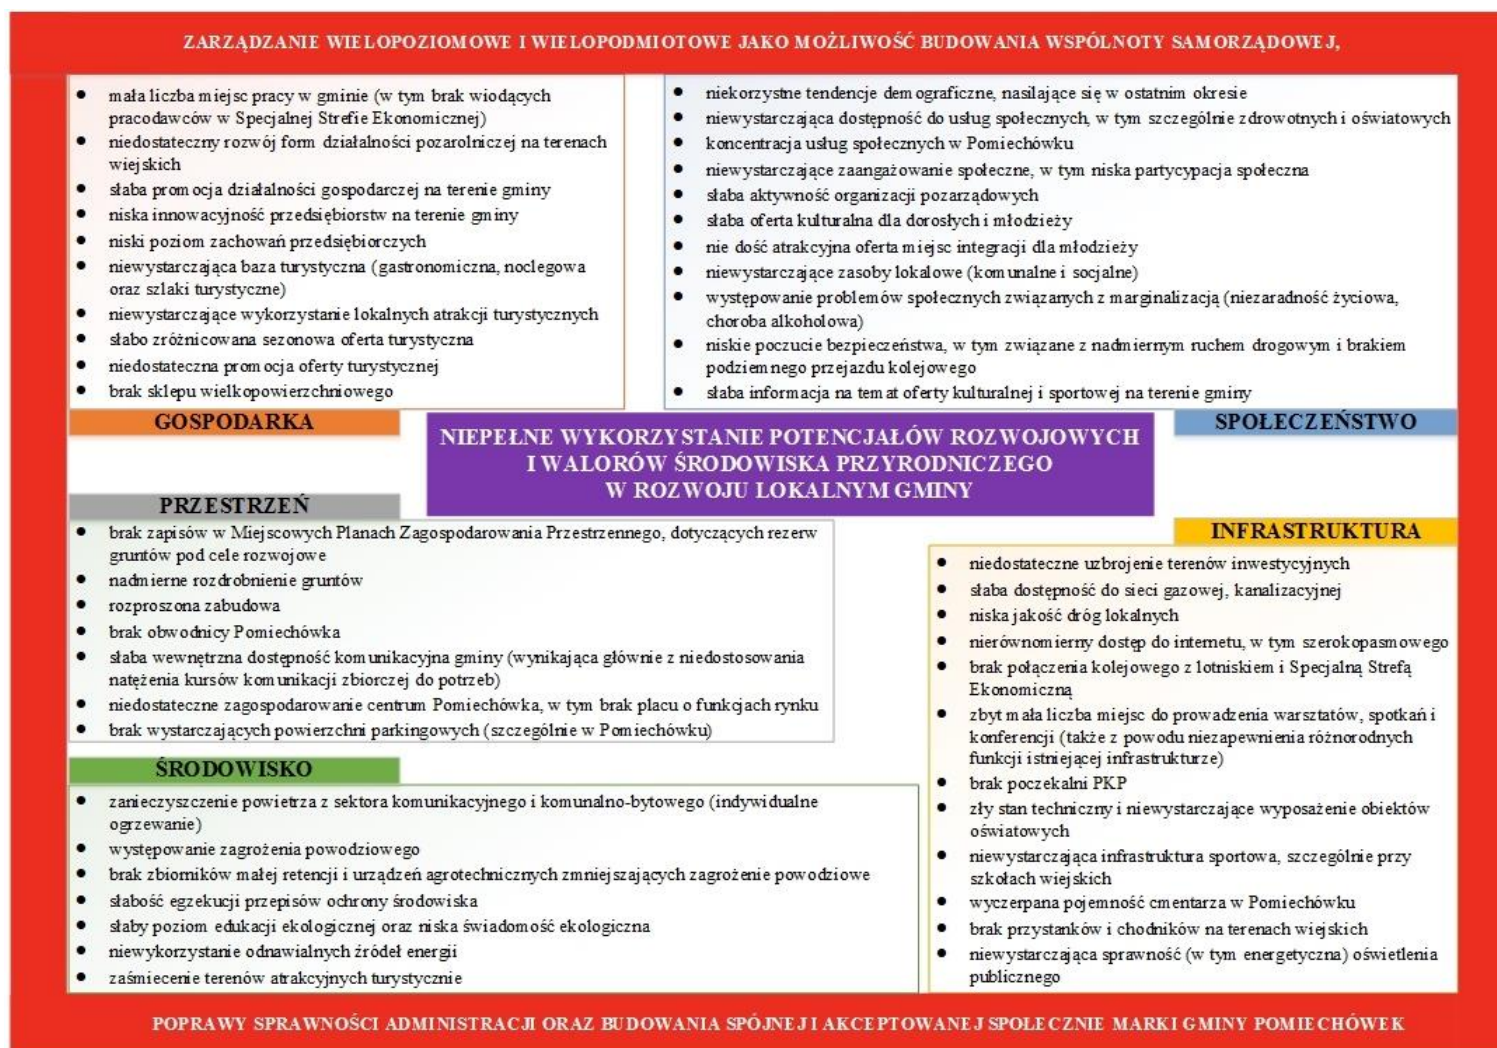 ZARZĄDZANIE WIELOPOZIOMOWE I WIELOPODMIOTOWE JAKO MOŻLIWOŚĆ BUDOWANIA WSPÓLNOTY SAMORZĄDOWEJ,
• mała liczba miejsc pracy w gminie (w tym brak wiodących
pracodawców w Specjalnej Strefie Ekonomicznej)
• niedostateczny rozwój form działalności pozarolniczej na terenach
wiejskich
• słaba promocja działalności gospodarczej na terenie gminy
• niska innowacyjność przedsiębiorstw na terenie gminy
• niski poziom zachowań przedsiębiorczych
• niewystarczająca baza turystyczna (gastronomiczna, noclegowa
oraz szlaki turystyczne)
• niewystarczające wykorzystanie lokalnych atrakcji turystycznych
• słabo zróżnicowana sezonowa oferta turystyczna
• niedostateczna promocja oferty turystycznej
• brak sklepu wielkopowierzchniowego
GOSPODARKA
• niekorzystne tendencje demograficzne, nasilające się w ostatnim okresie
• niewystarczająca dostępność do usług społecznych, w tym szczególnie zdrowotnych i oświatowych
• koncentracja usług społecznych w Pomiechówku
• niewystarczające zaangażowanie społeczne, w tym niska partycypacja społeczna
• słaba aktywność organizacji pozarządowych
• słaba oferta kulturalna dla dorosłych i młodzieży
• nie dość atrakcyjna oferta miejsc integracji dla młodzieży
• niewystarczające zasoby lokalowe (komunalne i socjalne)
• występowanie problemów społecznych związanych z marginalizacją (niezaradność życiowa,
choroba alkoholowa)
• niskie poczucie bezpieczeństwa, w tym związane z nadmiernym ruchem drogowym i brakiem
podziemnego przejazdu kolejowego
• słaba informacja na temat oferty kulturalnej i sportowej na terenie gminy
SPOŁECZEŃSTWO
NIEPEŁNE WYKORZYSTANIE POTENCJAŁÓW ROZWOJOWYCH
I WALORÓW ŚRODOWISKA PRZYRODNICZEGO
W ROZWOJU LOKALNYM GMINY
PRZESTRZEŃ
• brak zapisów w Miejscowych Planach Zagospodarowania Przestrzennego, dotyczących rezerw
gruntów pod cele rozwojowe
• nadmierne rozdrobnienie gruntów
• rozproszona zabudowa
• brak obwodnicy Pomiechówka
• słaba wewnętrzna dostępność komunikacyjna gminy (wynikająca głównie z niedostosowania
natężenia kursów komunikacji zbiorczej do potrzeb)
• niedostateczne zagospodarowanie centrum Pomiechówka, w tym brak placu o funkcjach rynku
• brak wystarczających powierzchni parkingowych (szczególnie w Pomiechówku)
ŚRODOWISKO
• zanieczyszczenie powietrza z sektora komunikacyjnego i komunalno-bytowego (indywidualne
ogrzewanie)
• występowanie zagrożenia powodziowego
• brak zbiorników małej retencji i urządzeń agrotechnicznych zmniejszających zagrożenie powodziowe
• słabość egzekucji przepisów ochrony środowiska
• słaby poziom edukacji ekologicznej oraz niska świadomość ekologiczna
• niewykorzystanie odnawialnych źródeł energii
• zaśmiecenie terenów atrakcyjnych turystycznie
INFRASTRUKTURA
• niedostateczne uzbrojenie terenów inwestycyjnych
• słaba dostępność do sieci gazowej, kanalizacyjnej
• niska jakość dróg lokalnych
• nierównomierny dostęp do internetu, w tym szerokopasmowego
• brak połączenia kolejowego z lotniskiem i Specjalną Strefą
Ekonomiczną
• zbyt mała liczba miejsc do prowadzenia warsztatów, spotkań i
konferencji (także z powodu niezapewnienia różnorodnych
funkcji istniejącej infrastrukturze)
• brak poczekalni PKP
• zły stan techniczny i niewystarczające wyposażenie obiektów
oświatowych
• niewystarczająca infrastruktura sportowa, szczególnie przy
szkołach wiejskich
• wyczerpana pojemność cmentarza w Pomiechówku
• brak przystanków i chodników na terenach wiejskich
• niewystarczająca sprawność (w tym energetyczna) oświetlenia
publicznego
POPRAWY SPRAWNOŚCI ADMINISTRACJI ORAZ BUDOWANIA SPÓJNEJ I AKCEPTOWANEJ SPOŁECZNIE MARKI GMINY POMIECHÓWEK